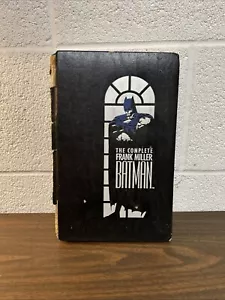 THE COMPLETE
FRANK MILLER
BATMAN